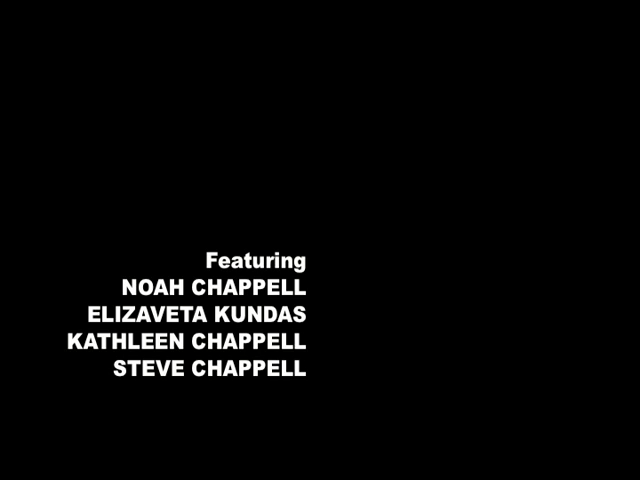 Featuring
NOAH CHAPPELL
ELIZAVETA KUNDAS
KATHLEEN CHAPPELL
STEVE CHAPPELL